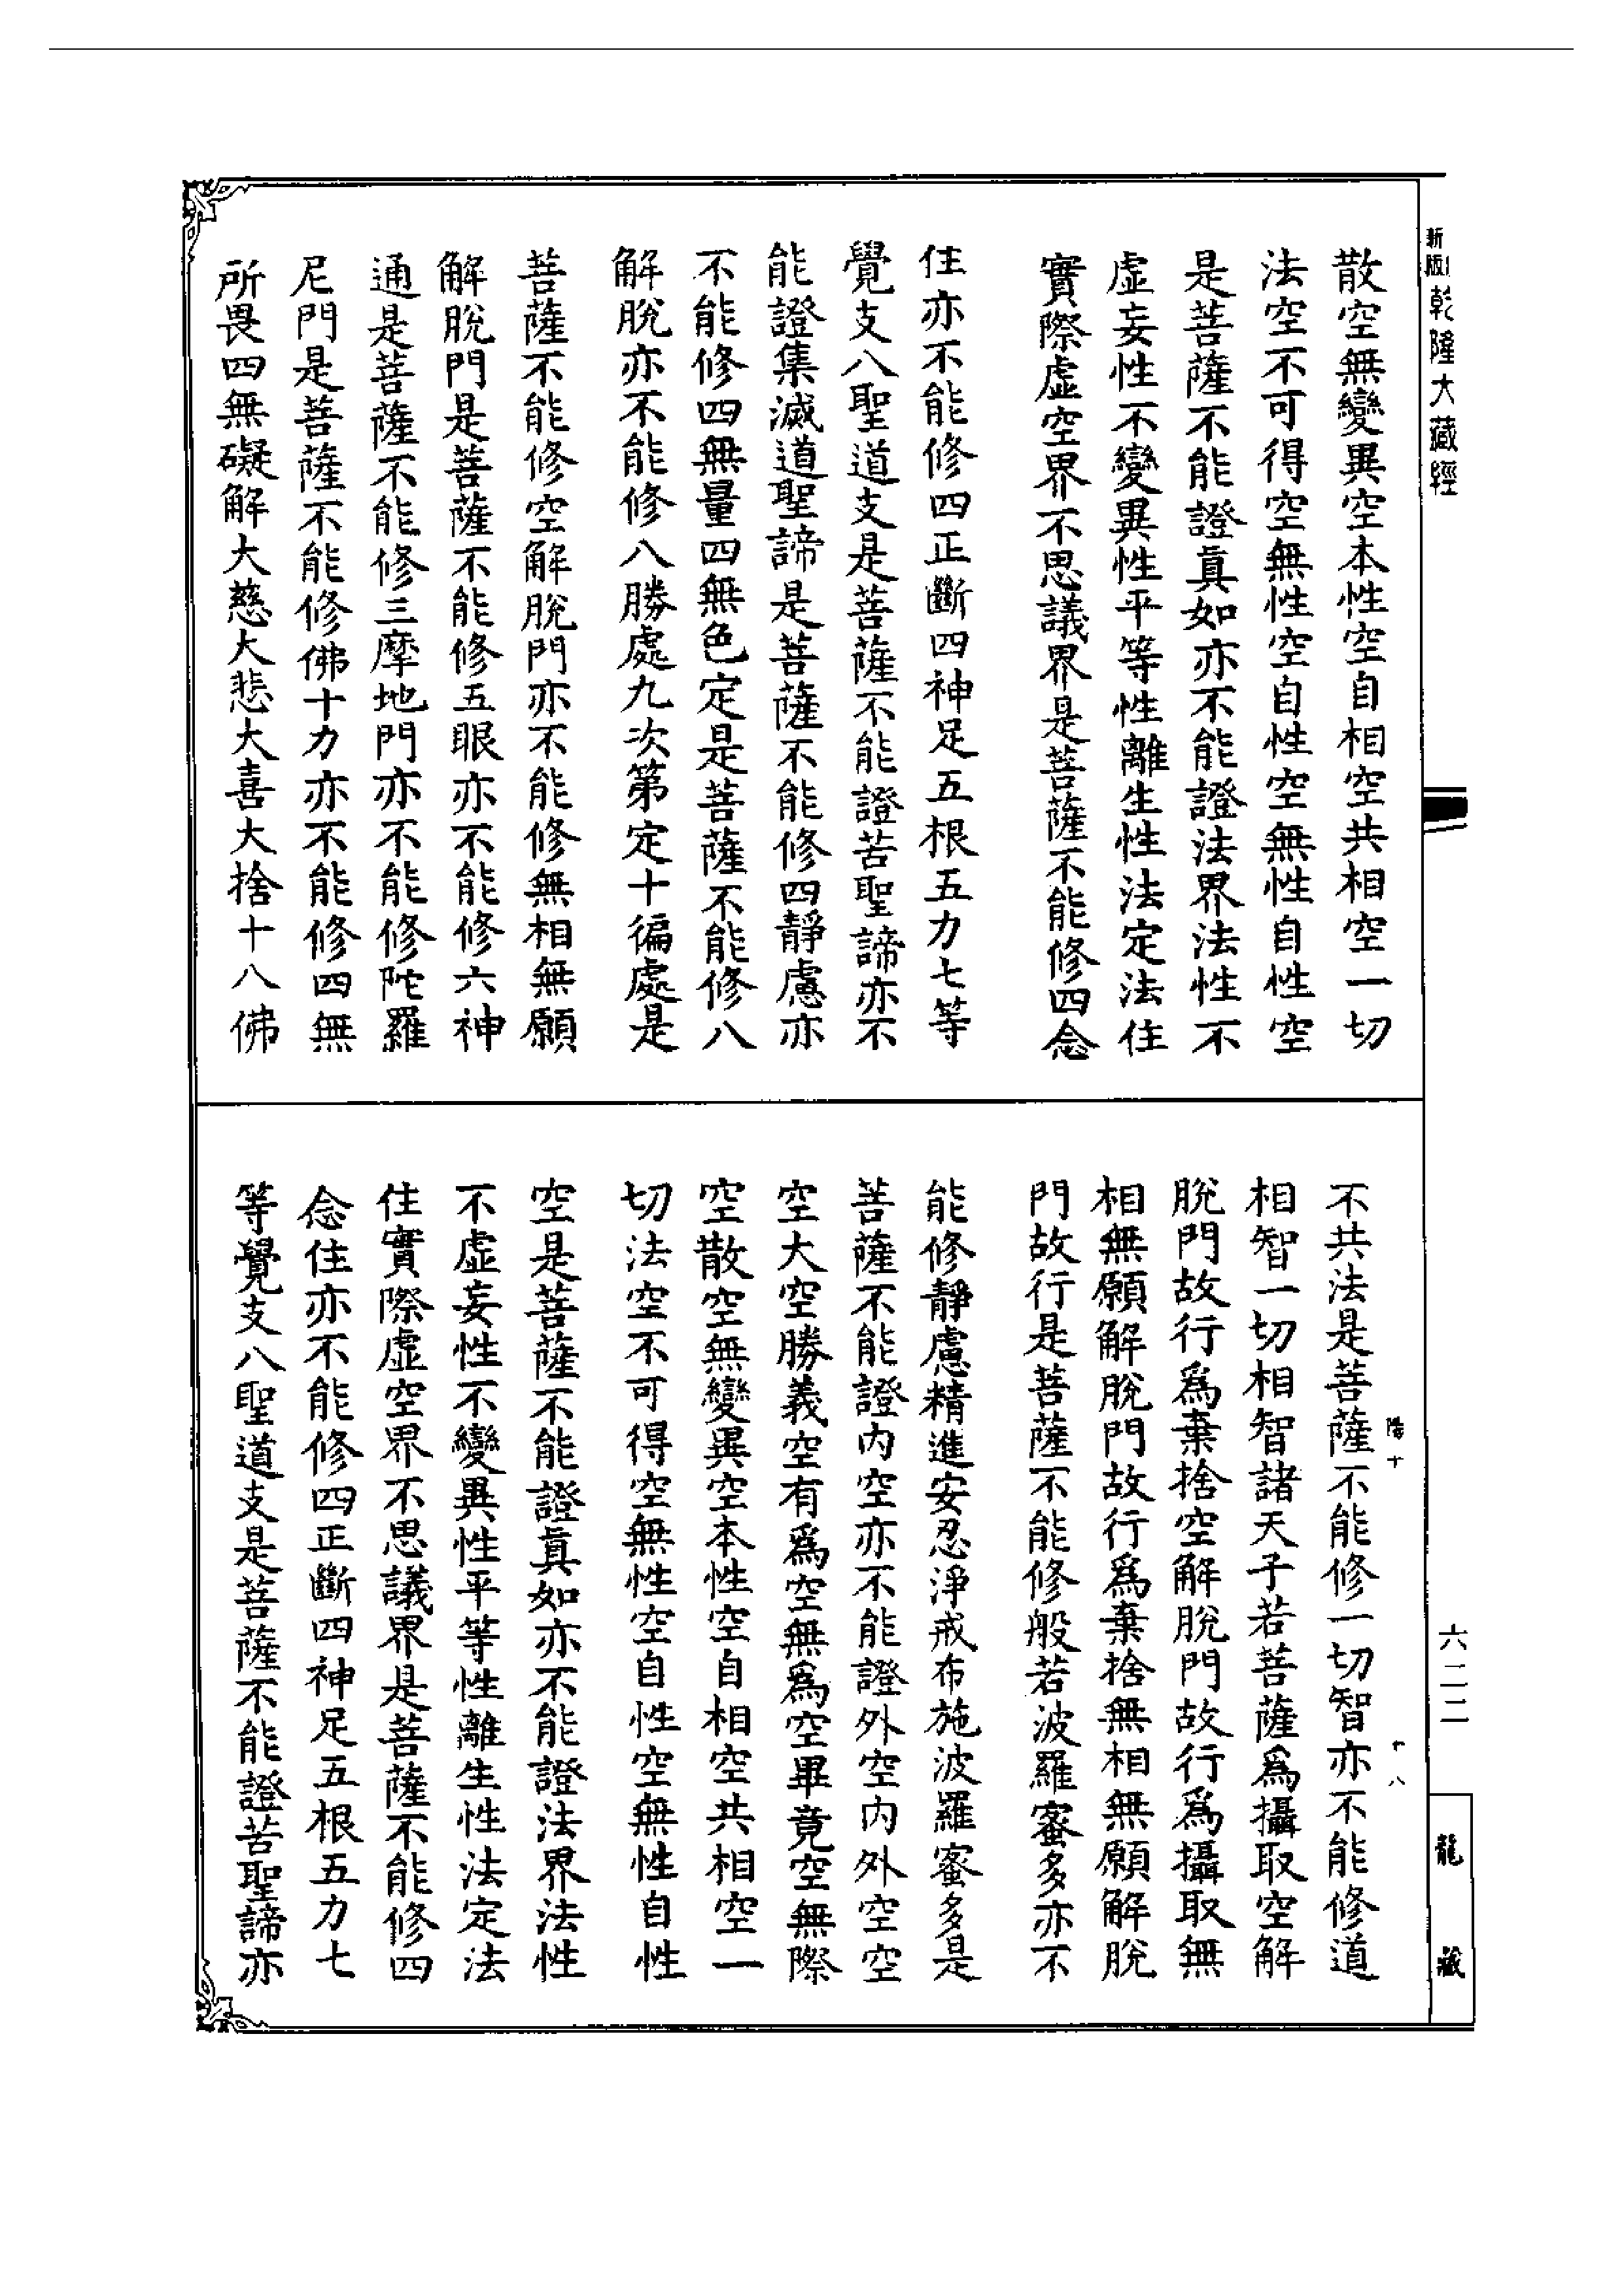 新版乾隆大藏經
散空無變異空本性空自相空共相空一切
法空不可得空無性空自性空無性自性空
是菩薩不能證真如亦不能證法界法性不
虛妄性不變異性平等性離生性法定法住
實際虛空界不思議界是菩薩不能修四念
住亦不能修四正斷四神足五根五力七等
覺支八聖道支是菩薩不能證苦聖諦亦不
能證集滅道聖諦是菩薩不能修四靜慮亦
不能修四無量四無色定是菩薩不能修八
解脫亦不能修八勝處九次第定十徧處是
菩薩不能修空解脫門亦不能修無相無願
解脫門是菩薩不能修五眼亦不能修六神
通是菩薩不能修三摩地門亦不能修陀羅
尼門是菩薩不能修佛十力亦不能修四無
所畏四無礙解大慈大悲大喜大捨十八佛
不共法是菩薩不能修一切智亦不能修道
相智一切相智諸天子若菩薩為攝取空解
脫門故行為棄捨空解脫門故行為攝取無
相無願解脫門故行為棄捨無相無願解脫
門故行是菩薩不能修般若波羅蜜多亦不
能修靜慮精進安忍淨戒布施波羅蜜多是
菩薩不能證內空亦不能證外空內外空空
空大空勝義空有為空無為空畢竟空無際
空散空無變異空本性空自相空共相空一
切法空不可得空無性空自性空無性自性
空是菩薩不能證真如亦不能證法界法性
不虛妄性不變異性平等性離生性法定法
住實際虛空界不思議界是菩薩不能修四
念住亦不能修四正斷四神足五根五力七
等覺支八聖道支是菩薩不能證苦聖諦亦
陽十
十八
六二二
龍藏